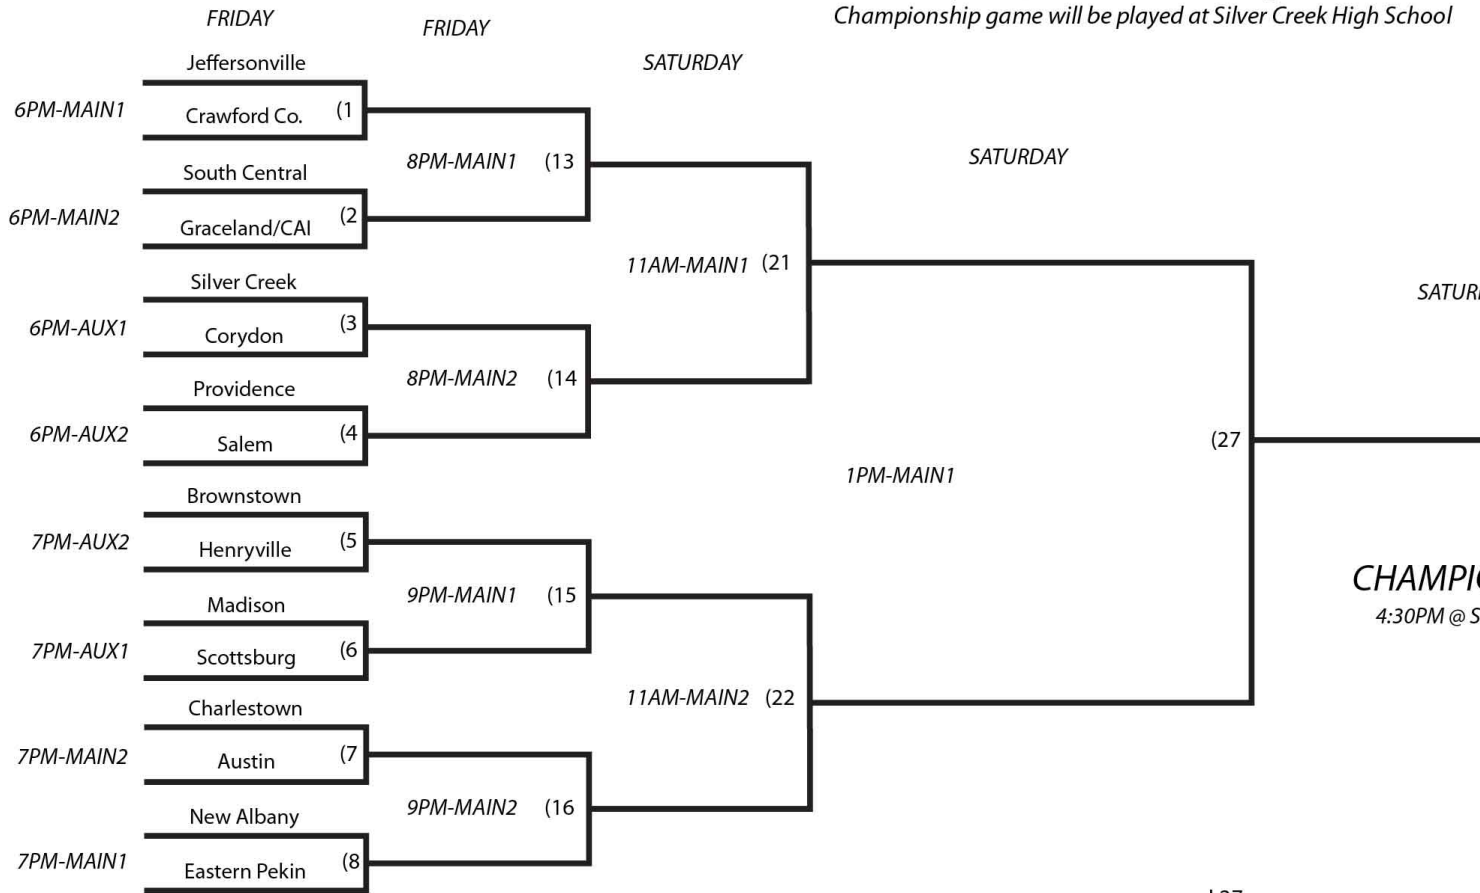 FRIDAY
FRIDAY
Championship game will be played at Silver Creek High School
SATURDAY
SATURDAY
Jeffersonville
6PM-MAIN1
Crawford Co.
(1
8PM-MAIN1
(13
South Central
6PM-MAIN2
Graceland/CAI
(2
11AM-MAIN1
(21
Silver Creek
6PM-AUX1
Corydon
(3
8PM-MAIN2
(14
Providence
6PM-AUX2
Salem
(4
1PM-MAIN1
(27
Brownstown
7PM-AUX2
Henryville
(5
9PM-MAIN1
(15
Madison
7PM-AUX1
Scottsburg
(6
11AM-MAIN2
(22
Charlestown
7PM-MAIN2
Austin
(7
9PM-MAIN2
(16
New Albany
7PM-MAIN1
Eastern Pekin
(8
4:30PM @